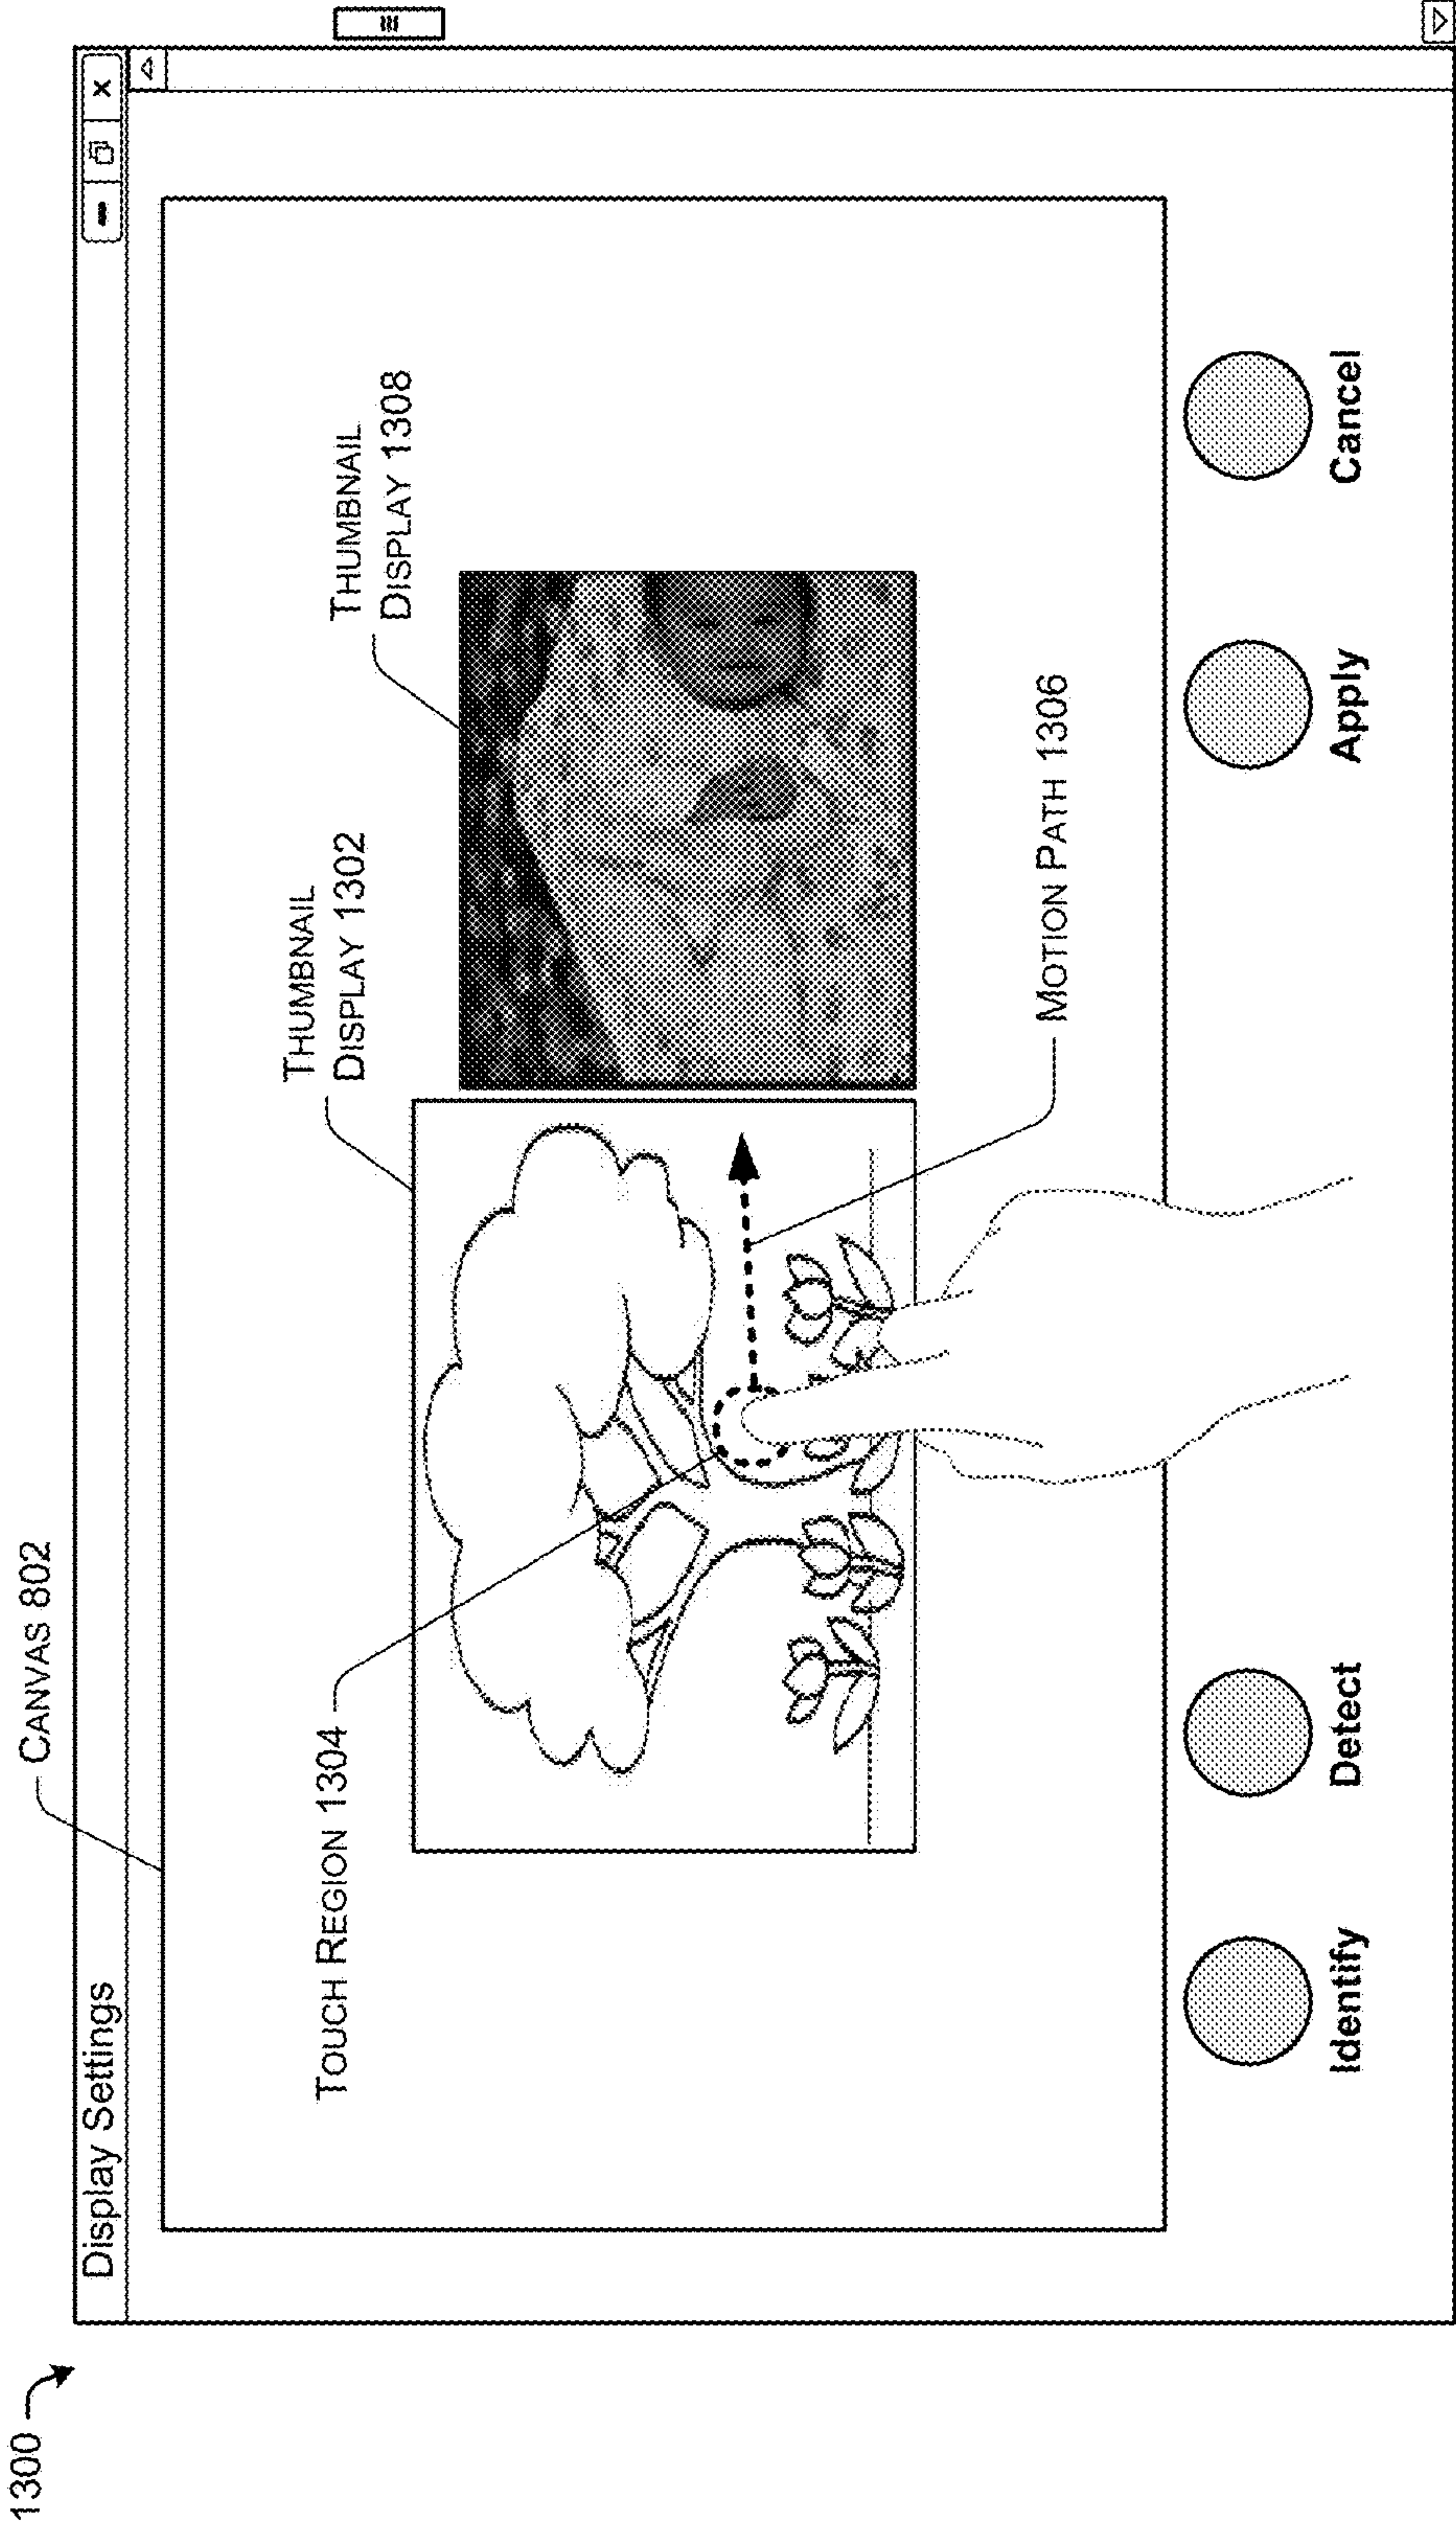 1300
CANVAS 802
Display Settings
THUMBNAIL
DISPLAY 1302
THUMBNAIL
DISPLAY 1308
TOUCH REGION 1304
MOTION PATH 1306
Identify
Detect
Apply
Cancel